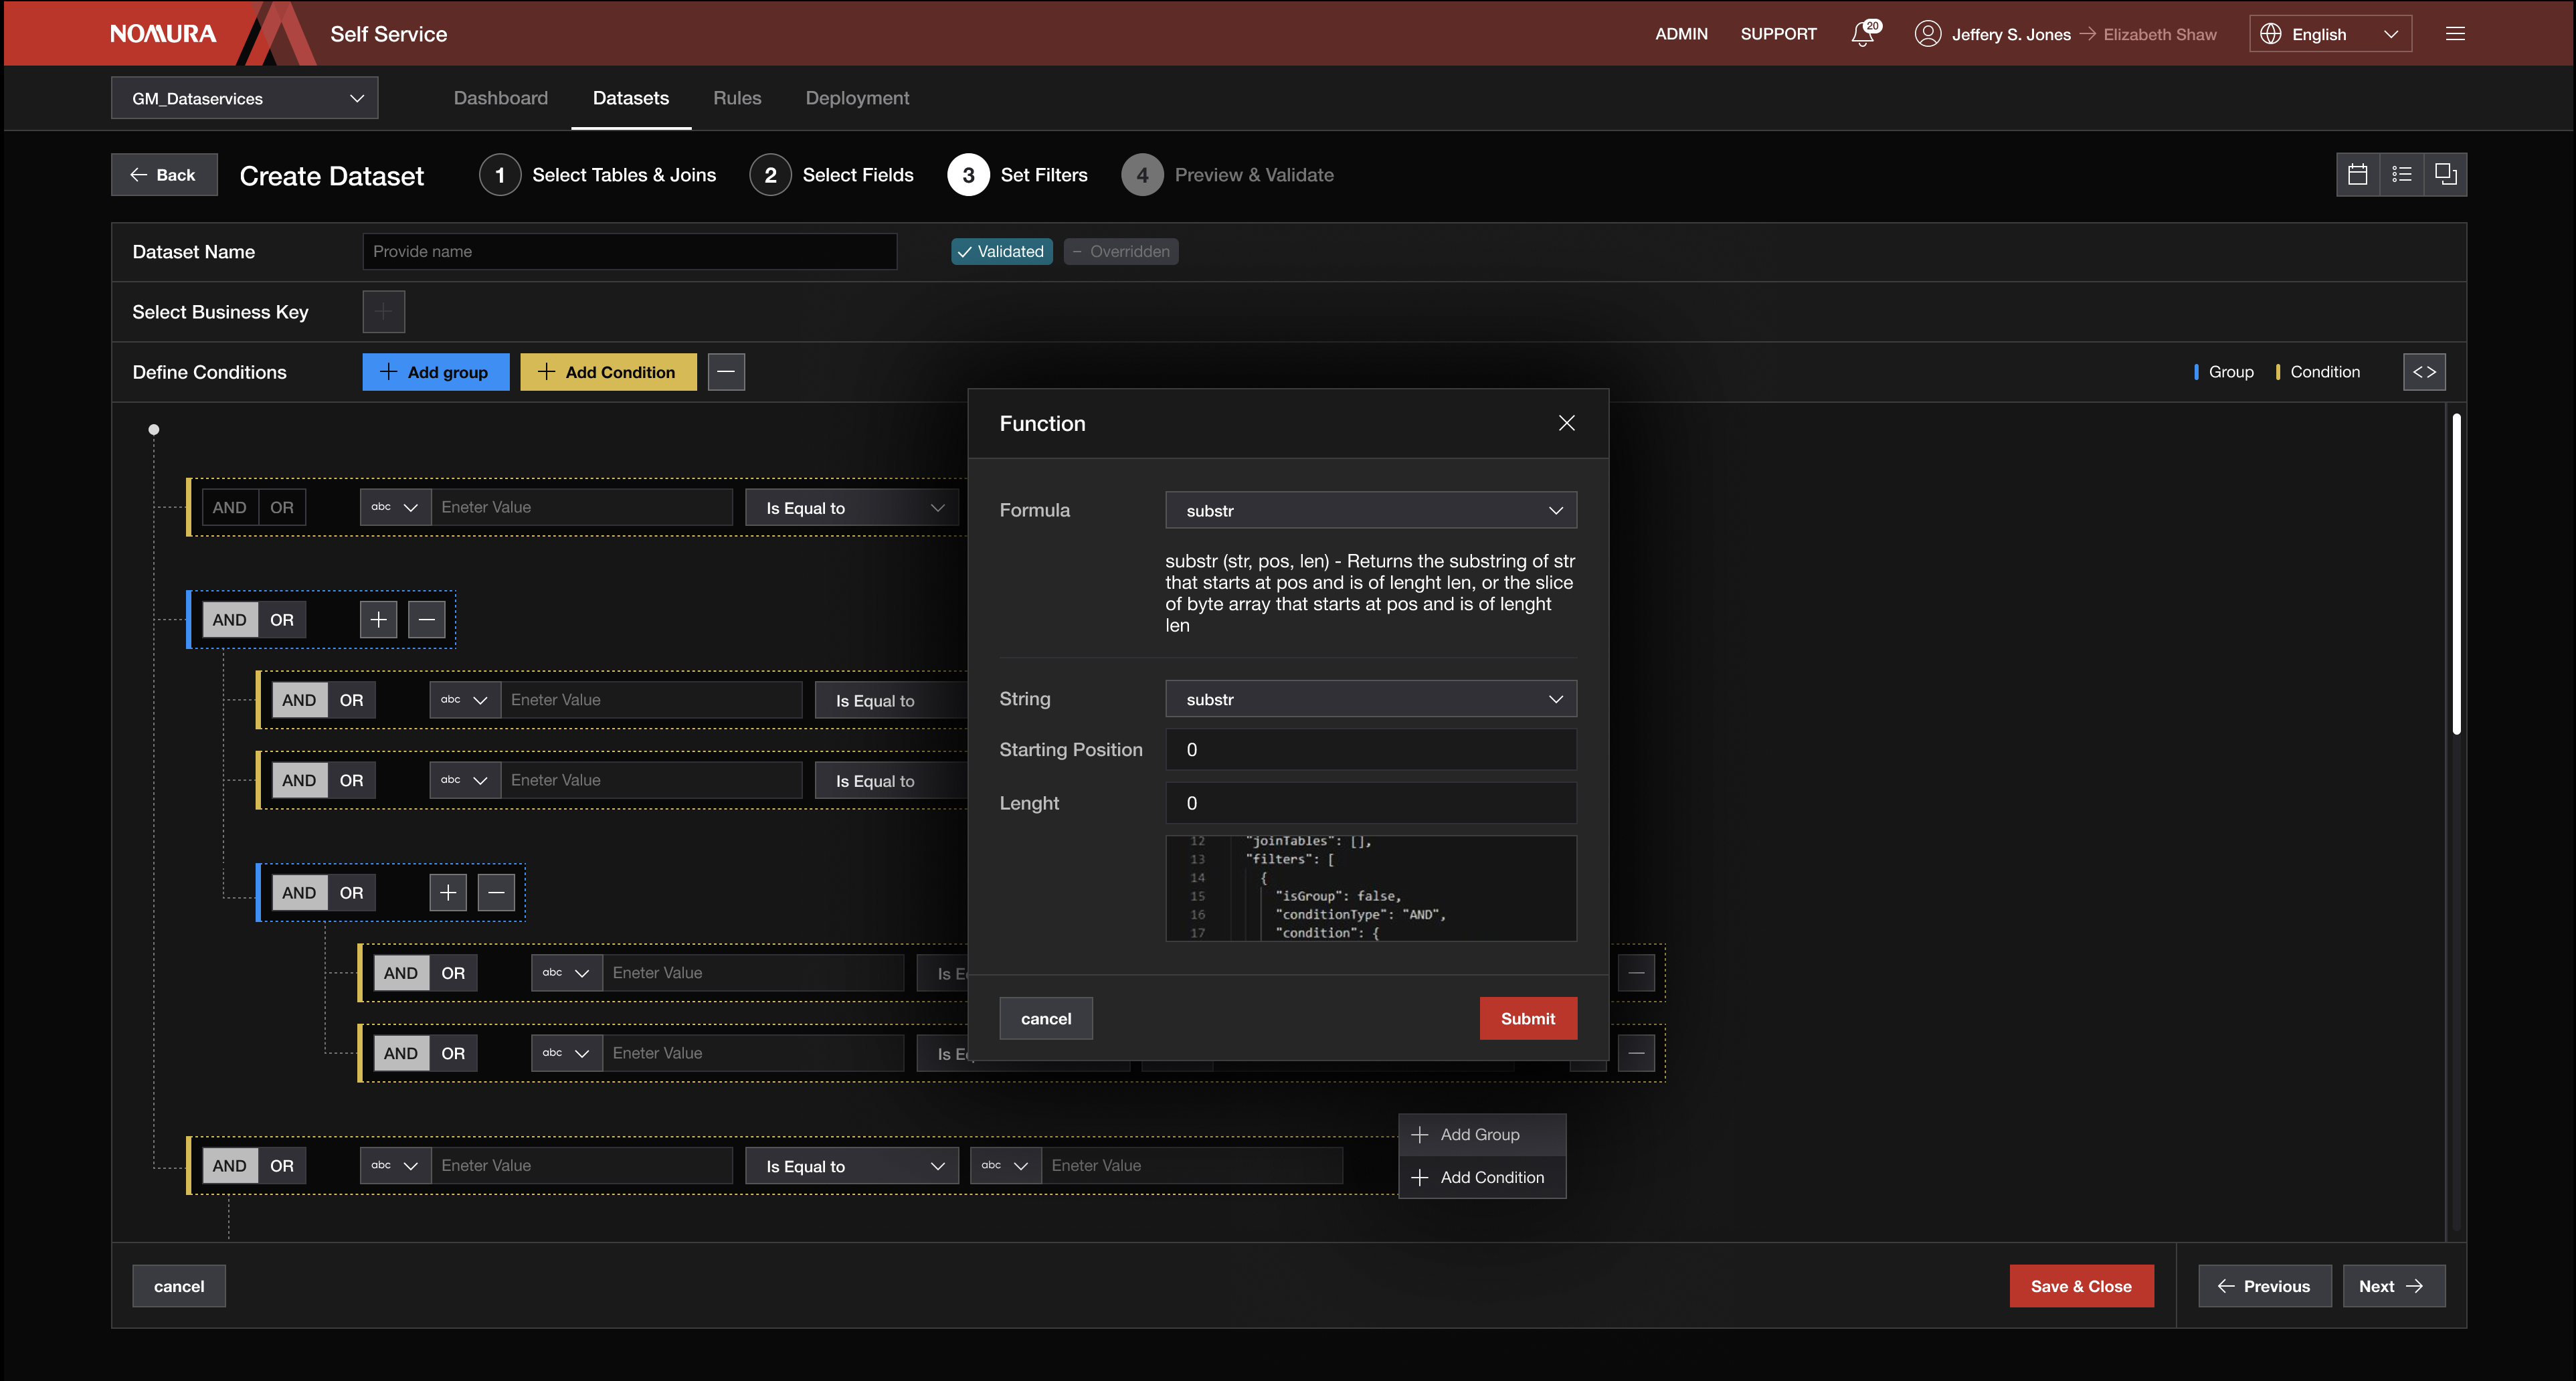 NOMURA
Self Service
ADMIN
SUPPORT
20
Jeffery S. Jones
Elizabeth Shaw
English
GM_Dataservices
Dashboard
Datasets
Rules
Deployment
Back
Create Dataset
1 Select Tables & Joins
2 Select Fields
3 Set Filters
4 Preview & Validate
Dataset Name
Provide name
Validated
Overridden
Select Business Key
Define Conditions
Add group
Add Condition
Group
Condition
<>
AND OR abc Eneter Value Is Equal to
AND OR
AND OR abc Eneter Value Is Equal to
AND OR abc Eneter Value Is Equal to
AND OR
AND OR abc Eneter Value Is E
AND OR abc Eneter Value Is E
AND OR abc Eneter Value Is Equal to abc Eneter Value
Add Group
Add Condition
Function
Formula
substr
substr (str, pos, len) - Returns the substring of str
that starts at pos and is of lenght len, or the slice
of byte array that starts at pos and is of lenght
len
String
substr
Starting Position
0
Lenght
0
12 "joinTables": [],
13 "filters": [
14 {
15 "isGroup": false,
16 "conditionType": "AND",
17 "condition": {
cancel
Submit
cancel
Save & Close
Previous
Next